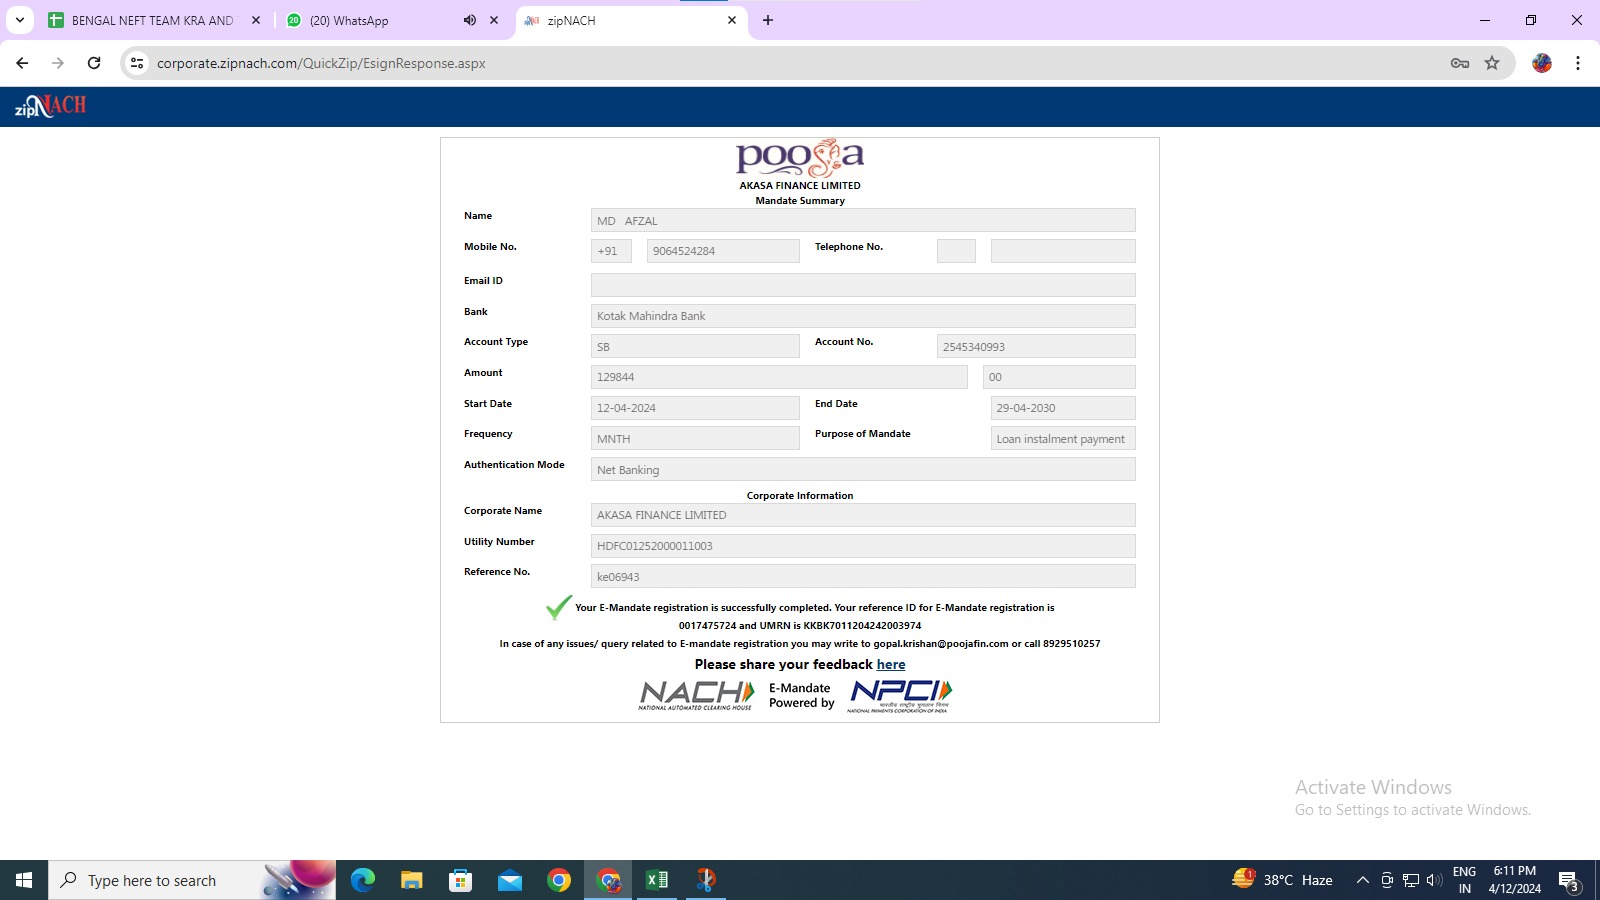 BENGAL NEFT TEAM KRA AND
(20) WhatsApp
zipNACH
corporate.zipnach.com/QuickZip/EsignResponse.aspx
zipNACH
pooja
AKASA FINANCE LIMITED
Mandate Summary
Name MD AFZAL
Mobile No. +91 9064524284 Telephone No.
Email ID
Bank Kotak Mahindra Bank
Account Type SB Account No. 2545340993
Amount 129844 00
Start Date 12-04-2024 End Date 29-04-2030
Frequency MNTH Purpose of Mandate Loan instalment payment
Authentication Mode Net Banking
Corporate Information
Corporate Name AKASA FINANCE LIMITED
Utility Number HDFC01252000011003
Reference No. ke06943
Your E-Mandate registration is successfully completed. Your reference ID for E-Mandate registration is
0017475724 and UMRN is KKBK7011204242003974
In case of any issues/ query related to E-mandate registration you may write to gopal.krishan@poojafin.com or call 8929510257
Please share your feedback here
NACH E-Mandate NPCI
NATIONAL AUTOMATED CLEARING HOUSE Powered by भारतीय राष्ट्रीय भुगतान निगम
NATIONAL PAYMENTS CORPORATION OF INDIA
Activate Windows
Go to Settings to activate Windows.
Type here to search
1
38°C Haze
ENG
IN
6:11 PM
4/12/2024
3